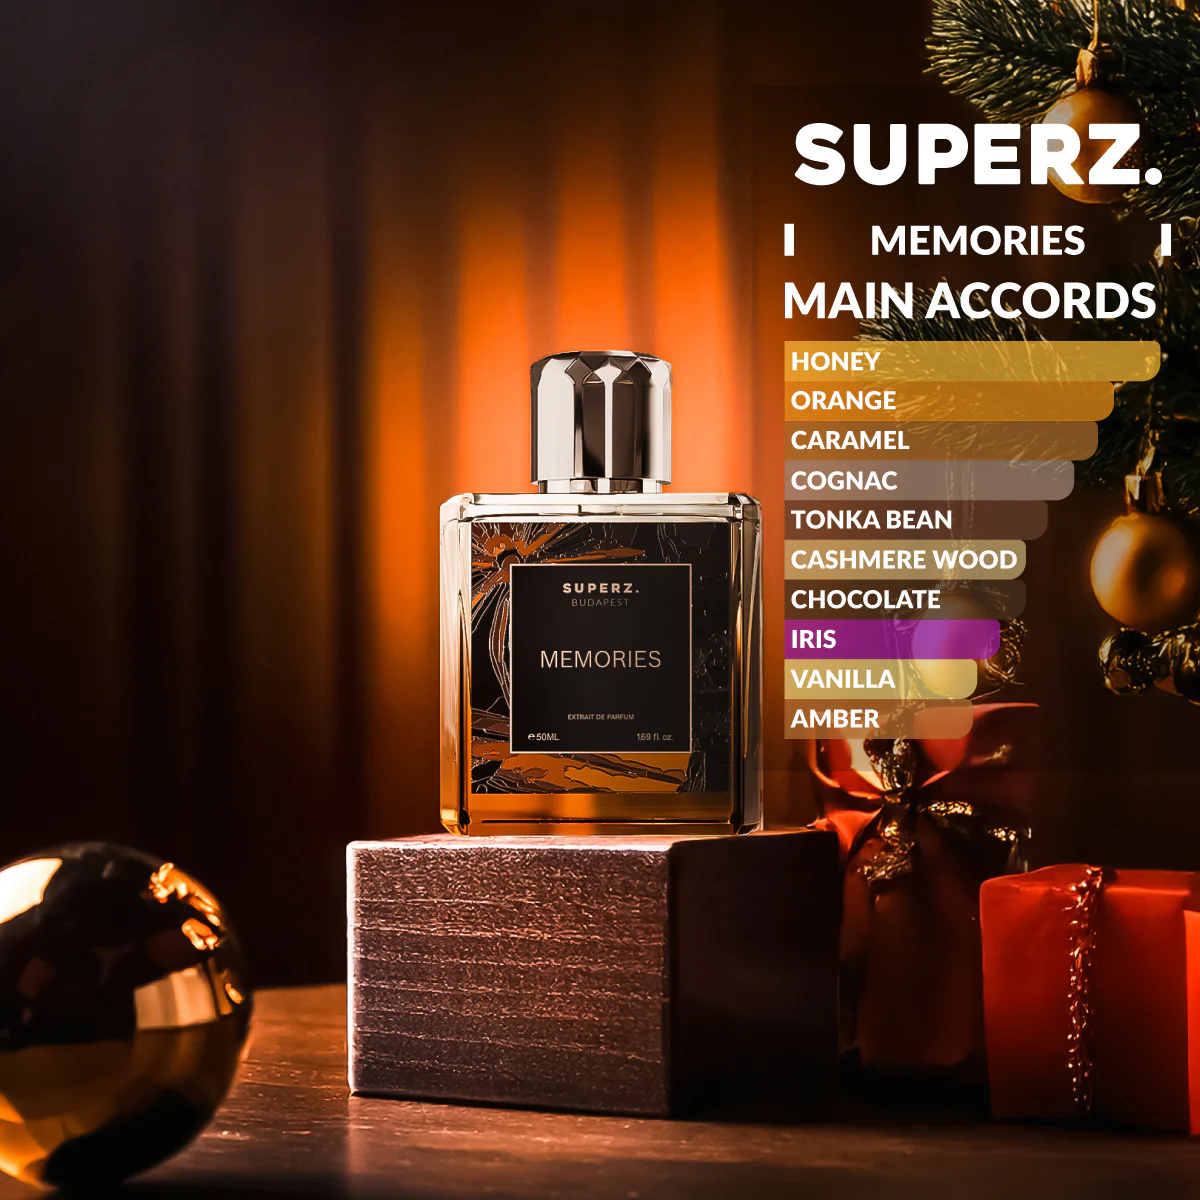 SUPERZ.
MEMORIES
MAIN ACCORDS
HONEY
ORANGE
CARAMEL
COGNAC
TONKA BEAN
CASHMERE WOOD
CHOCOLATE
IRIS
VANILLA
AMBER
SUPERZ.
BUDAPEST
MEMORIES
EXTRAIT DE PARFUM
℮50ML 1.69 fl. oz.